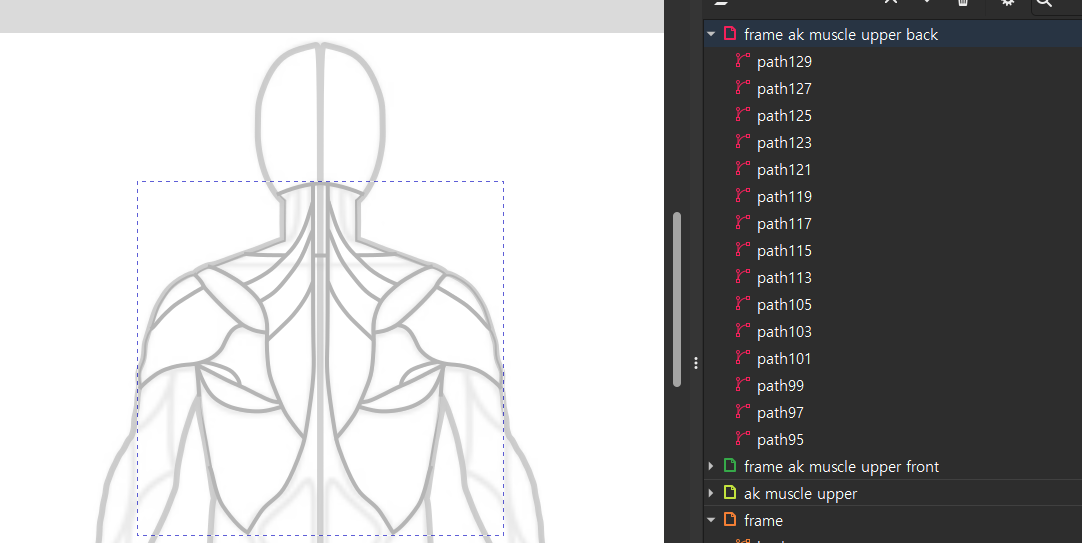 frame ak muscle upper back
path129
path127
path125
path123
path121
path119
path117
path115
path113
path105
path103
path101
path99
path97
path95
frame ak muscle upper front
ak muscle upper
frame